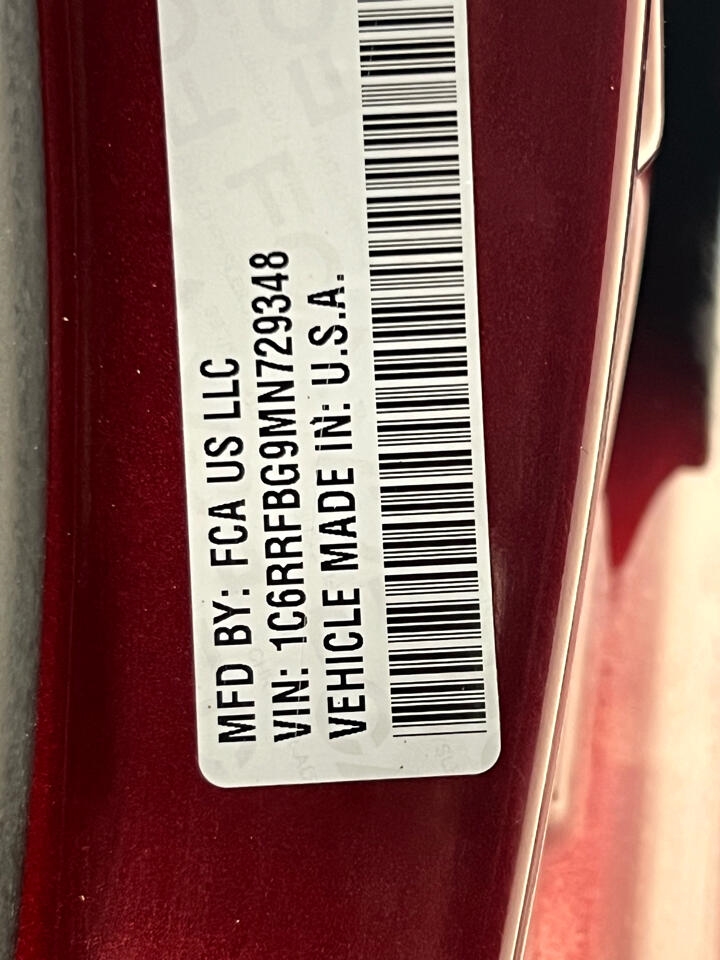 MFD BY: FCA US LLC
VIN: 1C6RRFBG9MN729348
VEHICLE MADE IN: U.S.A.